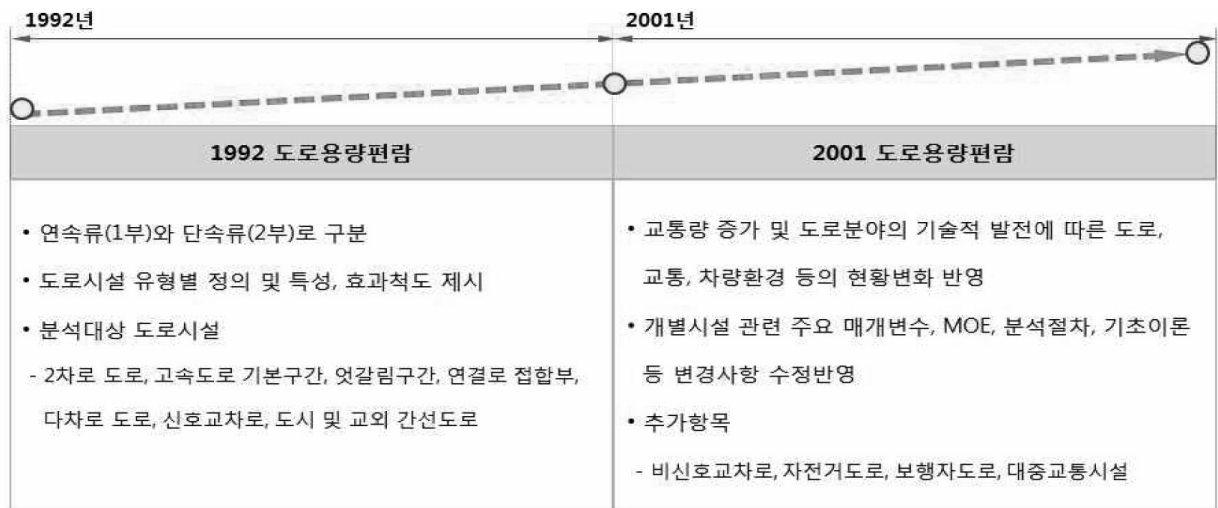 1992년
2001년
1992 도로용량편람
• 연속류(1부)와 단속류(2부)로 구분
• 도로시설 유형별 정의 및 특성, 효과척도 제시
• 분석대상 도로시설
- 2차로 도로, 고속도로 기본구간, 엇갈림구간, 연결로 접합부,
다차로 도로, 신호교차로, 도시 및 교외 간선도로
2001 도로용량편람
• 교통량 증가 및 도로분야의 기술적 발전에 따른 도로,
교통, 차량환경 등의 현황변화 반영
• 개별시설 관련 주요 매개변수, MOE, 분석절차, 기초이론
등 변경사항 수정반영
• 추가항목
- 비신호교차로, 자전거도로, 보행자도로, 대중교통시설